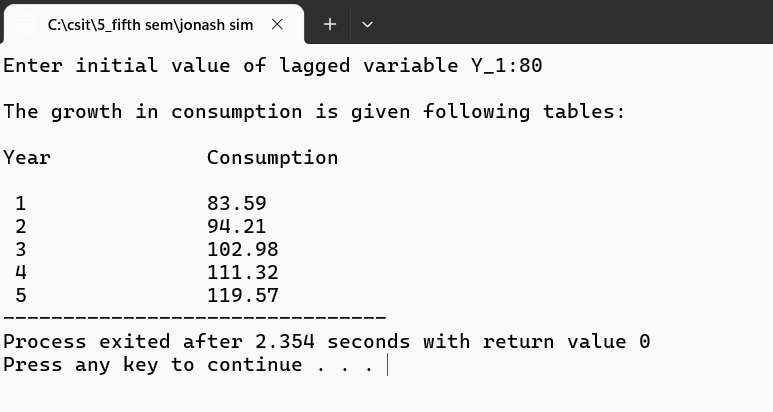 C:\csit\5_fifth sem\jonash sim
Enter initial value of lagged variable Y_1:80
The growth in consumption is given following tables:
Year Consumption
1 83.59
2 94.21
3 102.98
4 111.32
5 119.57
--------------------------------
Process exited after 2.354 seconds with return value 0
Press any key to continue . . .